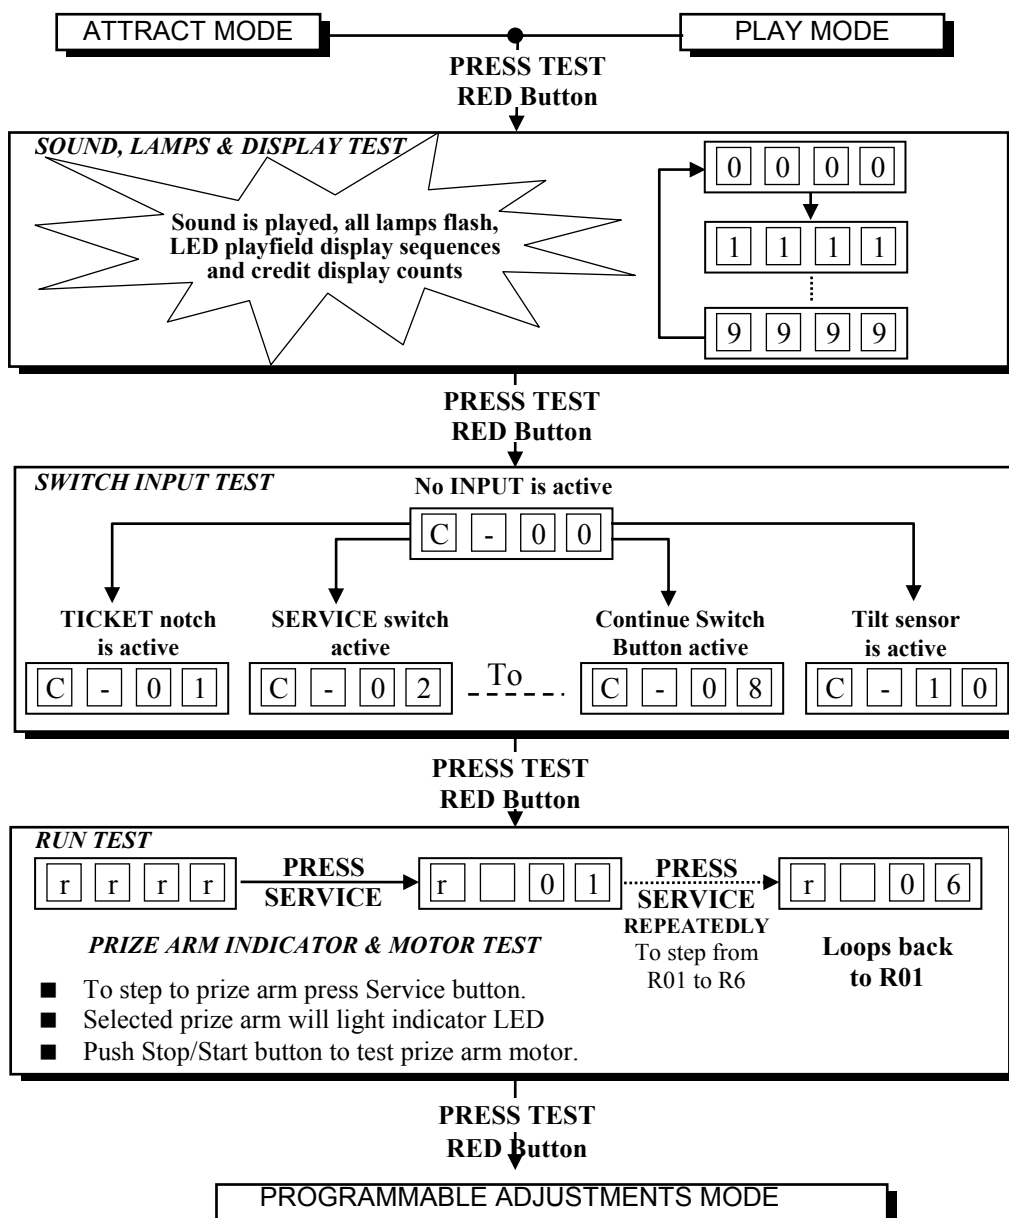 ATTRACT MODE
PLAY MODE
PRESS TEST
RED Button
SOUND, LAMPS & DISPLAY TEST
Sound is played, all lamps flash,
LED playfield display sequences
and credit display counts
0 0 0 0
1 1 1 1
9 9 9 9
PRESS TEST
RED Button
SWITCH INPUT TEST
No INPUT is active
C - 0 0
TICKET notch
is active
C - 0 1
SERVICE switch
active
C - 0 2
To
Continue Switch
Button active
C - 0 8
Tilt sensor
is active
C - 1 0
PRESS TEST
RED Button
RUN TEST
r r r r
PRESS
SERVICE
r 0 1
PRESS
SERVICE
REPEATEDLY
To step from
R01 to R6
r 0 6
Loops back
to R01
PRIZE ARM INDICATOR & MOTOR TEST
■ To step to prize arm press Service button.
■ Selected prize arm will light indicator LED
■ Push Stop/Start button to test prize arm motor.
PRESS TEST
RED Button
PROGRAMMABLE ADJUSTMENTS MODE